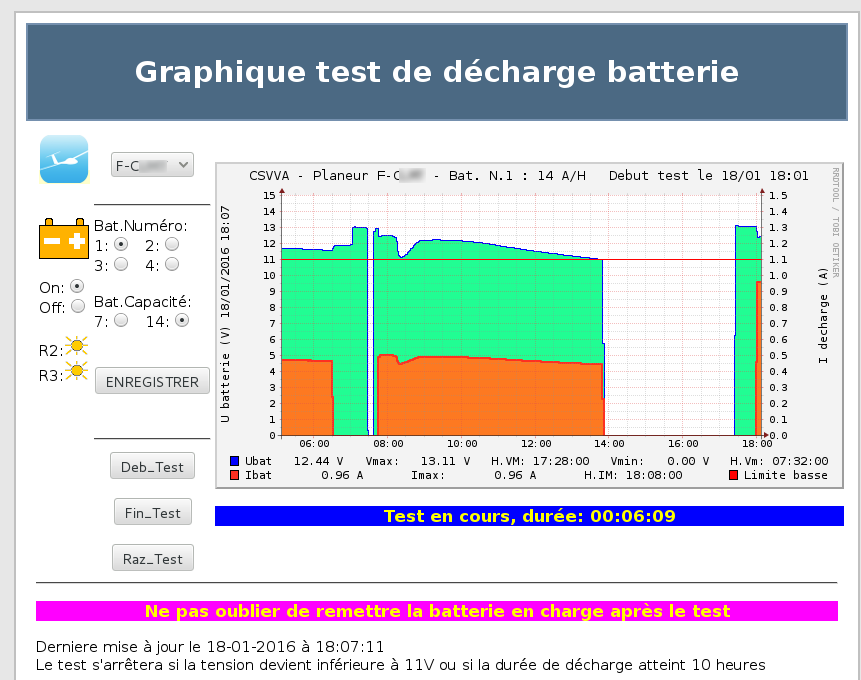 Graphique test de décharge batterie
F-C
Bat.Numéro:
1: 2:
3: 4:
On:
Off:
Bat.Capacité:
7: 14:
R2:
R3:
ENREGISTRER
Deb_Test
Fin_Test
Raz_Test
CSVVA - Planeur F-C - Bat. N.1 : 14 A/H Debut test le 18/01 18:01
RRDTOOL / TOBI OETIKER
U batterie (V) 18/01/2016 18:07
15 1.5
14 1.4
13 1.3
12 1.2
11 1.1
10 1.0
9 0.9
8 0.8
7 0.7
6 0.6
5 0.5
4 0.4
3 0.3
2 0.2
1 0.1
0 0.0
I decharge (A)
06:00 08:00 10:00 12:00 14:00 16:00 18:00
Ubat 12.44 V Vmax: 13.11 V H.VM: 17:28:00 Vmin: 0.00 V H.Vm: 07:32:00
Ibat 0.96 A Imax: 0.96 A H.IM: 18:08:00 Limite basse
Test en cours, durée: 00:06:09
Ne pas oublier de remettre la batterie en charge après le test
Derniere mise à jour le 18-01-2016 à 18:07:11
Le test s'arrêtera si la tension devient inférieure à 11V ou si la durée de décharge atteint 10 heures